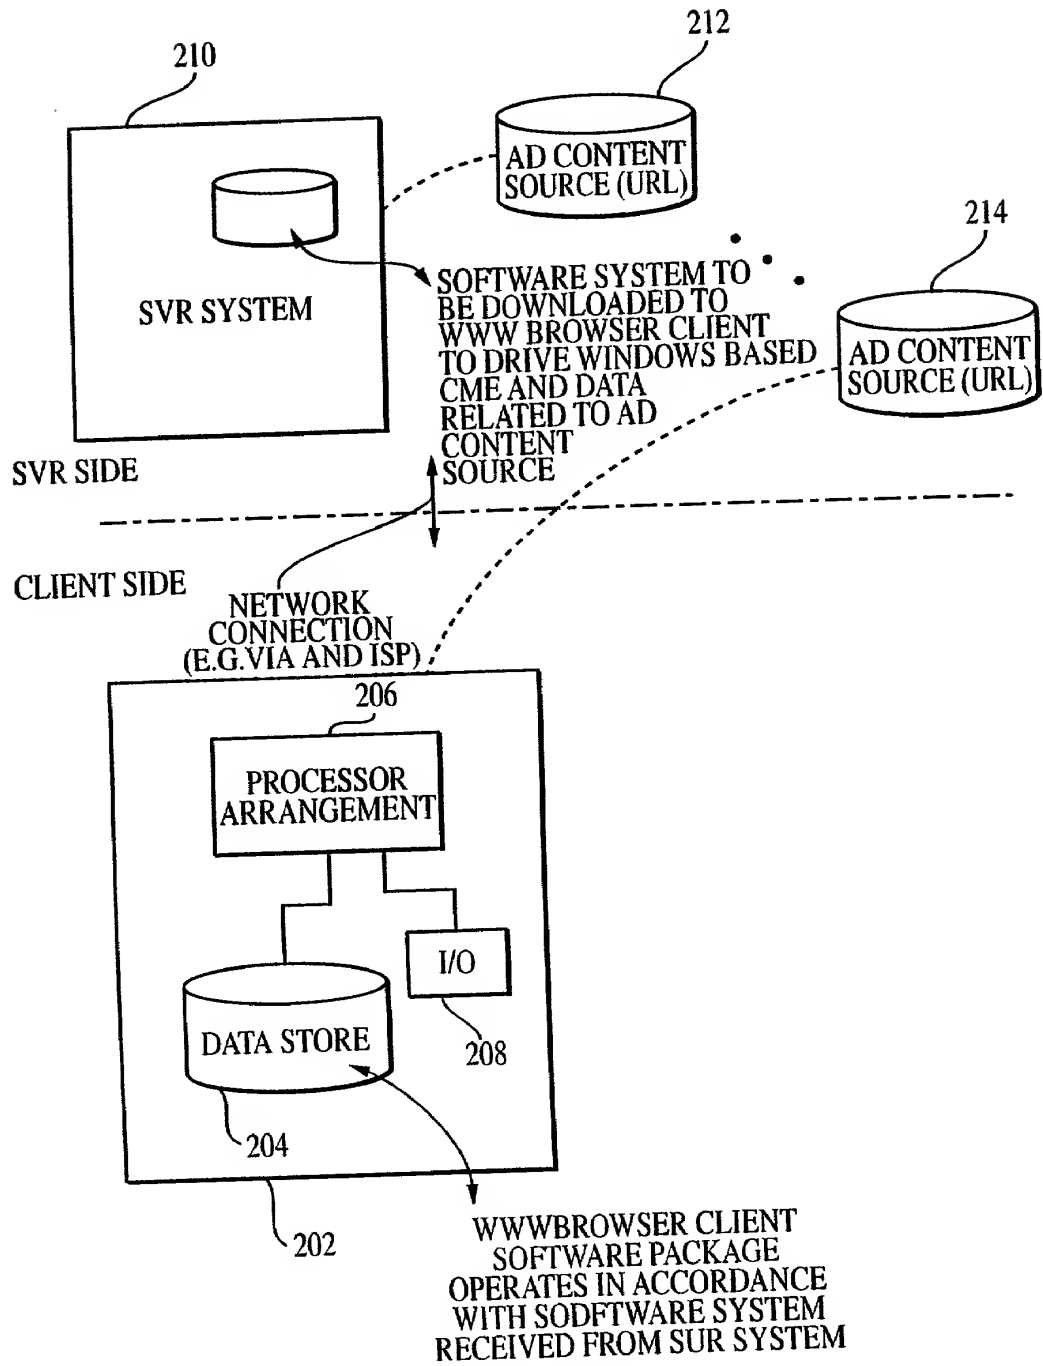 210
212
AD CONTENT
SOURCE (URL)
214
AD CONTENT
SOURCE (URL)
SVR SYSTEM
SOFTWARE SYSTEM TO
BE DOWNLOADED TO
WWW BROWSER CLIENT
TO DRIVE WINDOWS BASED
CME AND DATA
RELATED TO AD
CONTENT
SOURCE
SVR SIDE
CLIENT SIDE
NETWORK
CONNECTION
(E.G.VIA AND ISP)
206
PROCESSOR
ARRANGEMENT
I/O
208
DATA STORE
204
202
WWWBROWSER CLIENT
SOFTWARE PACKAGE
OPERATES IN ACCORDANCE
WITH SODFTWARE SYSTEM
RECEIVED FROM SUR SYSTEM